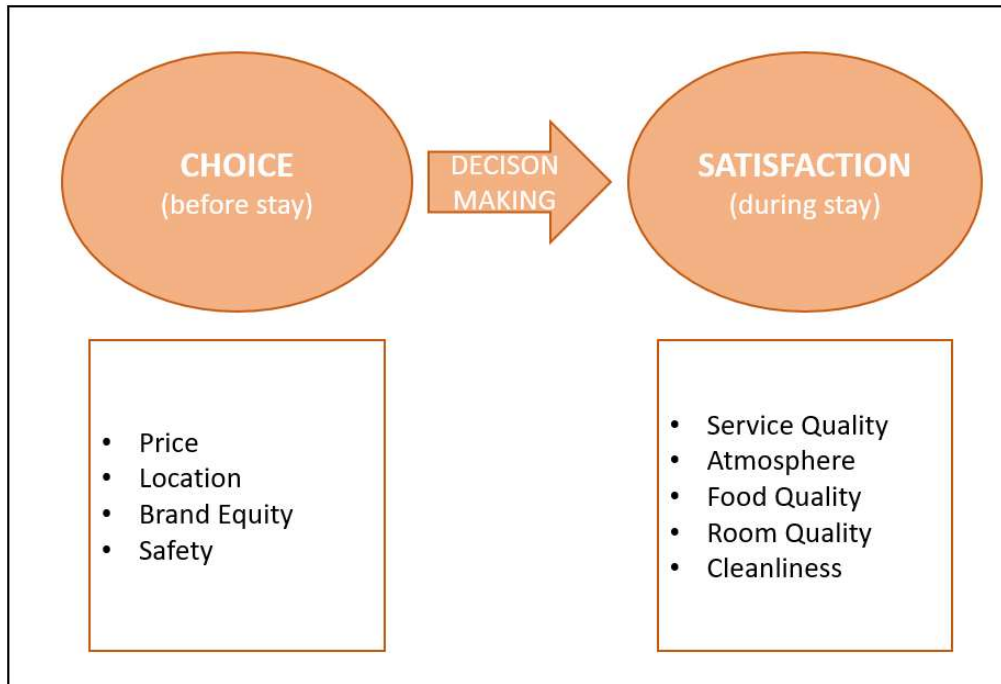 CHOICE
(before stay)
DECISON
MAKING
SATISFACTION
(during stay)
• Price
• Location
• Brand Equity
• Safety
• Service Quality
• Atmosphere
• Food Quality
• Room Quality
• Cleanliness